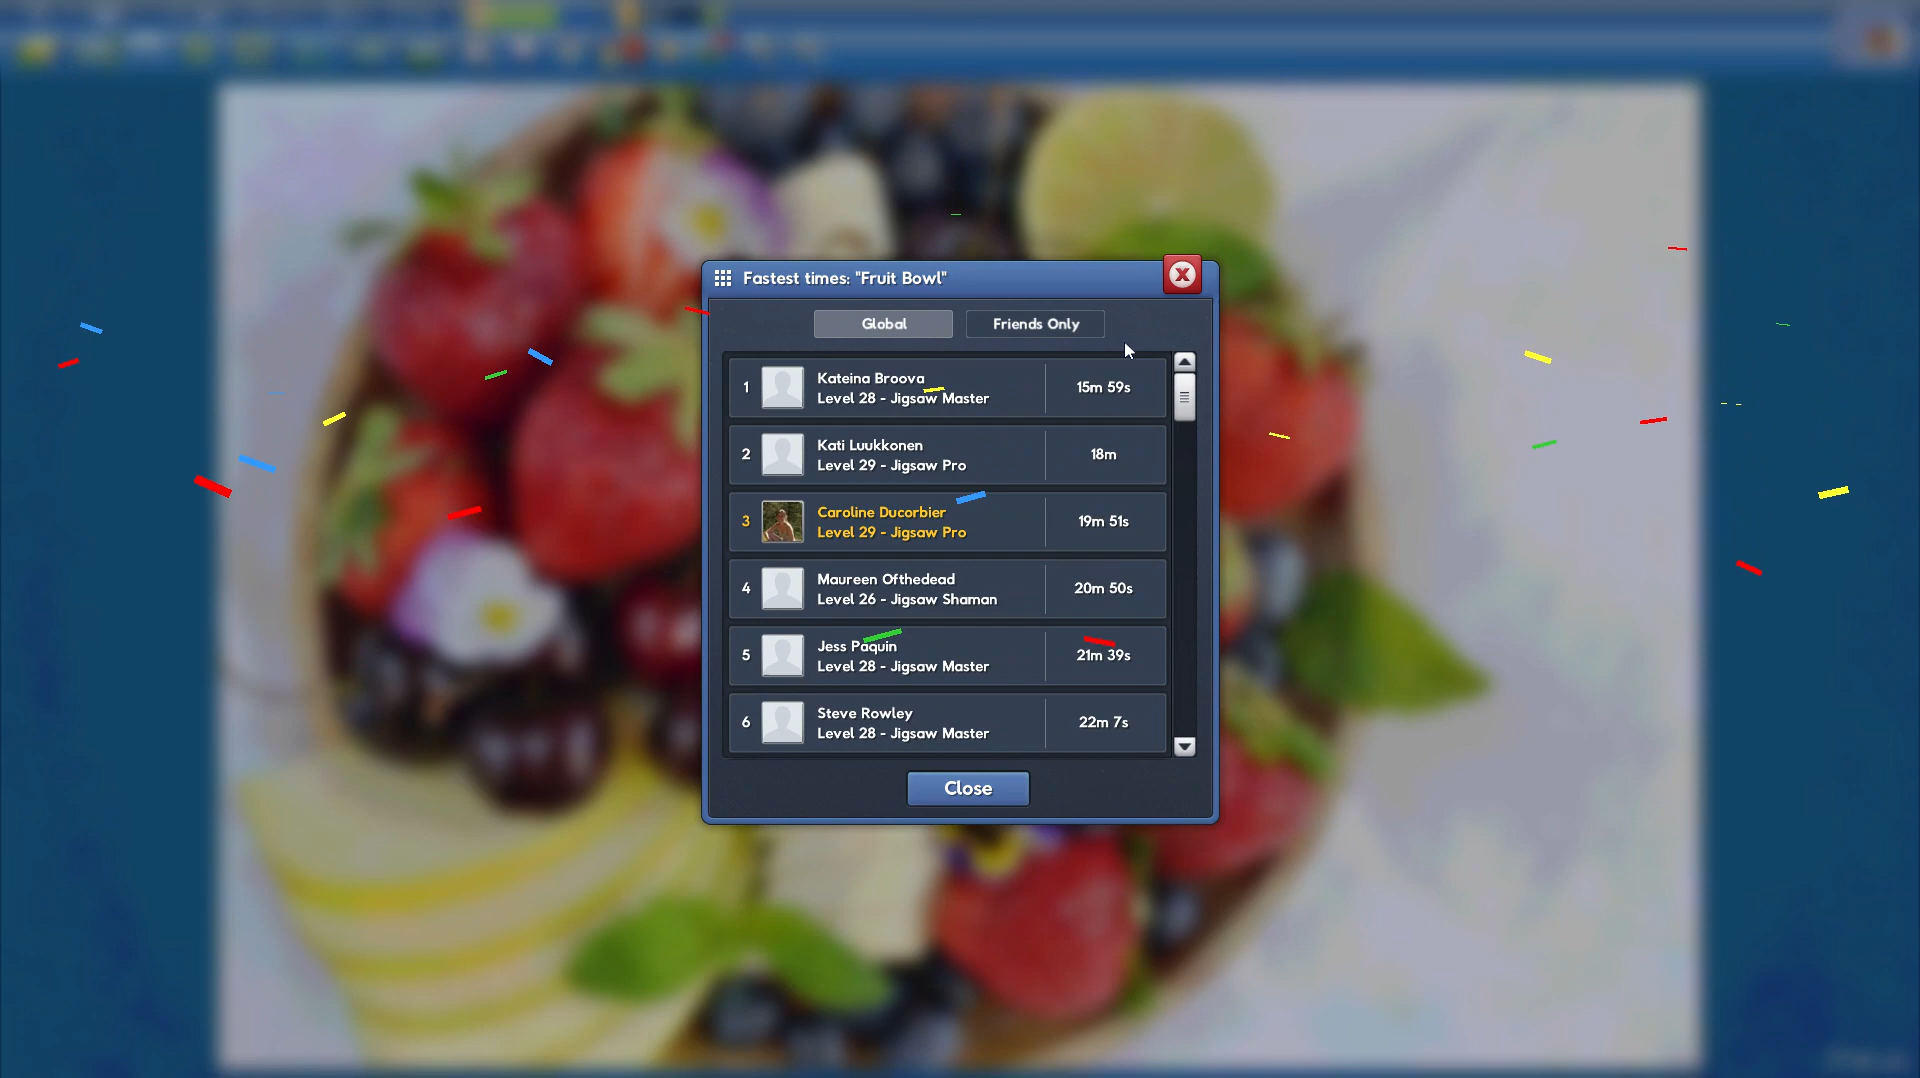 Fastest times: "Fruit Bowl"
Global
Friends Only
1
Kateina Broova
Level 28 - Jigsaw Master
15m 59s
2
Kati Luukkonen
Level 29 - Jigsaw Pro
18m
3
Caroline Ducorbier
Level 29 - Jigsaw Pro
19m 51s
4
Maureen Ofthedead
Level 26 - Jigsaw Shaman
20m 50s
5
Jess Paquin
Level 28 - Jigsaw Master
21m 39s
6
Steve Rowley
Level 28 - Jigsaw Master
22m 7s
Close